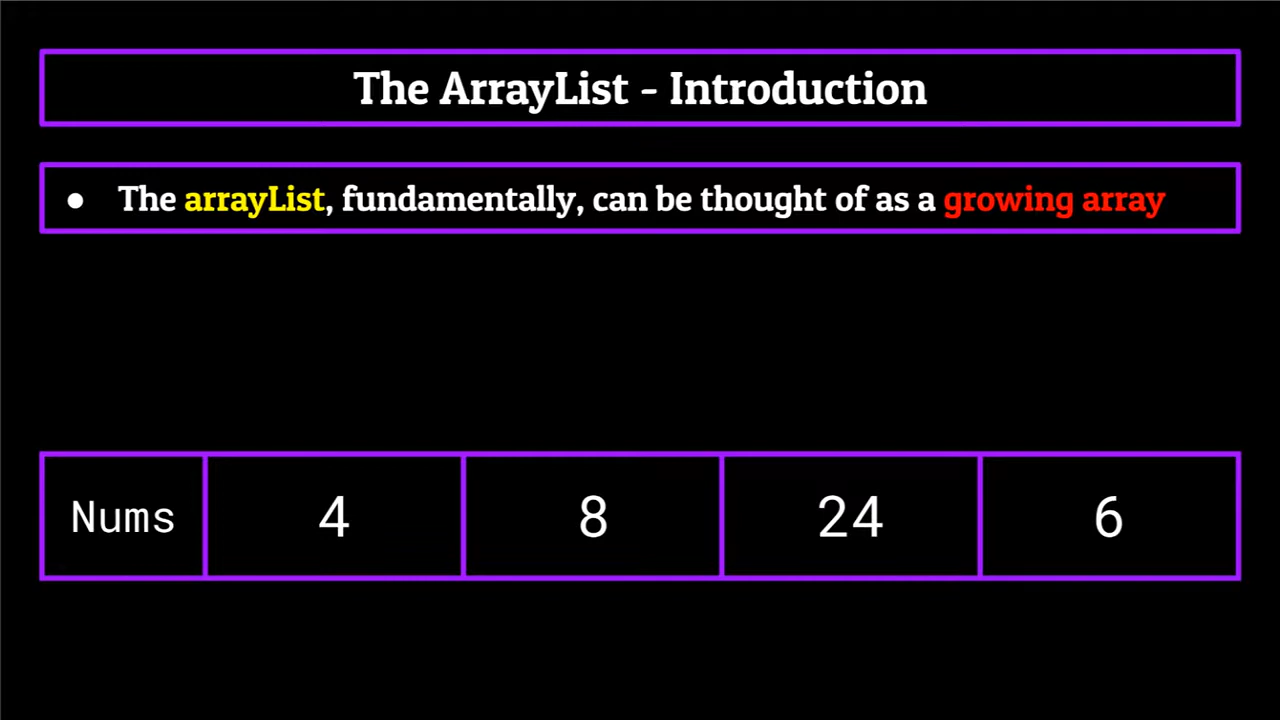 The ArrayList - Introduction
● The arrayList, fundamentally, can be thought of as a growing array
Nums 4 8 24 6